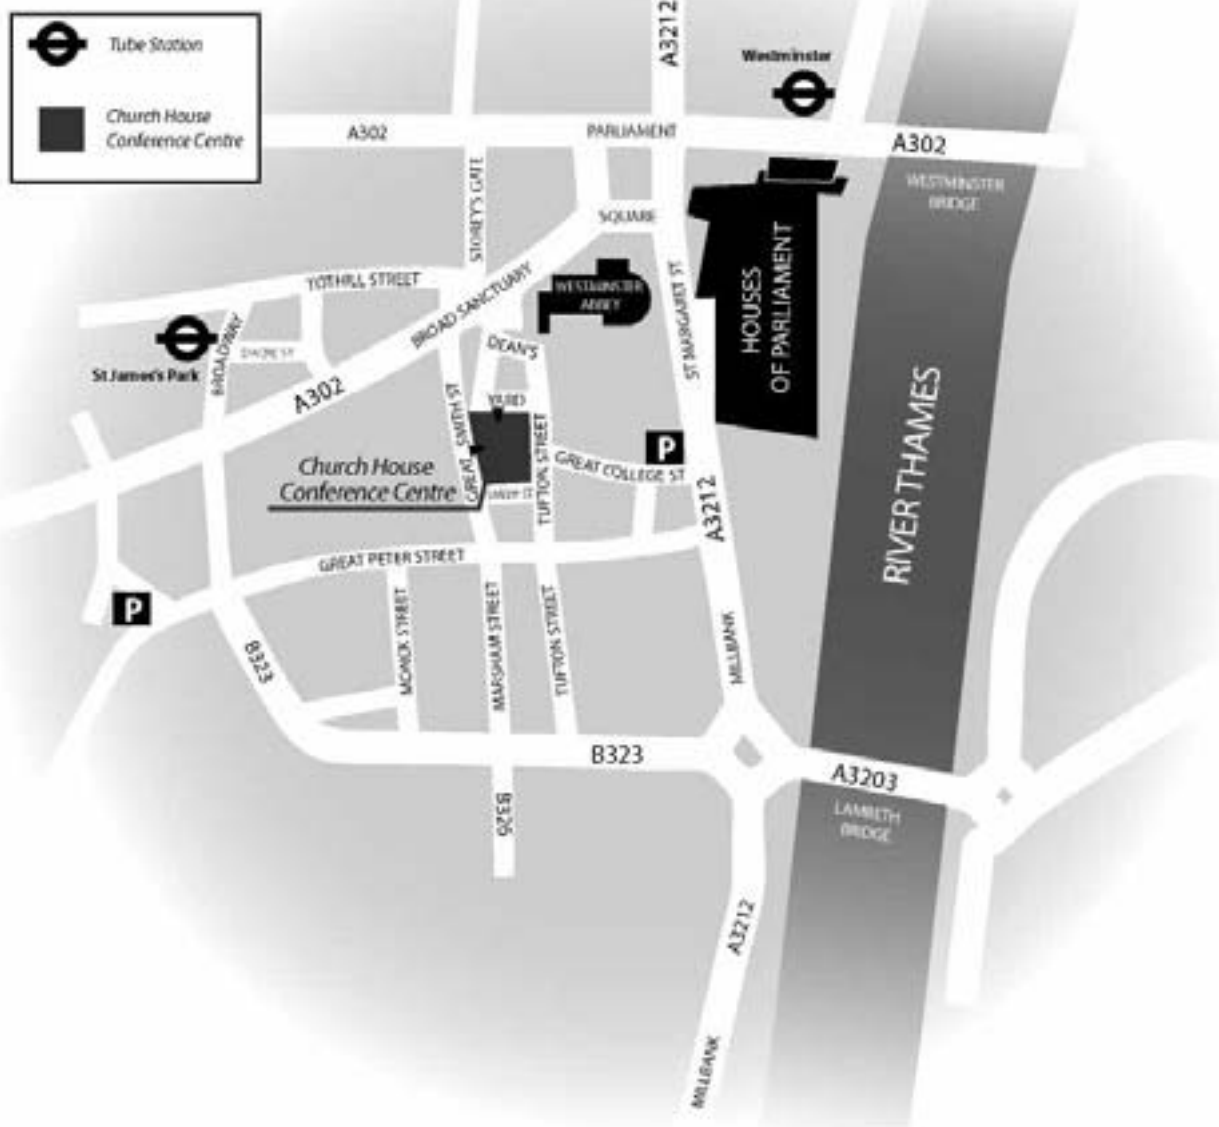 Tube Station
Church House
Conference Centre
A3212
Westminster
A302
PARLIAMENT
A302
WESTMINSTER
BRIDGE
STOREY'S GATE
SQUARE
TOTHILL STREET
BROAD SANCTUARY
WESTMINSTER
ABBEY
ST MARGARET ST
HOUSES
OF PARLIAMENT
St James's Park
BROADWAY
DEAN'S
YARD
A302
GREAT SMITH ST
TUFTON STREET
P
GREAT COLLEGE ST
Church House
Conference Centre
A3212
RIVER THAMES
GREAT PETER STREET
P
B323
MONCK STREET
MARSHAM STREET
TUFTON STREET
MILLBANK
B323
A3203
LAMBETH
BRIDGE
B326
A3212
MILLBANK